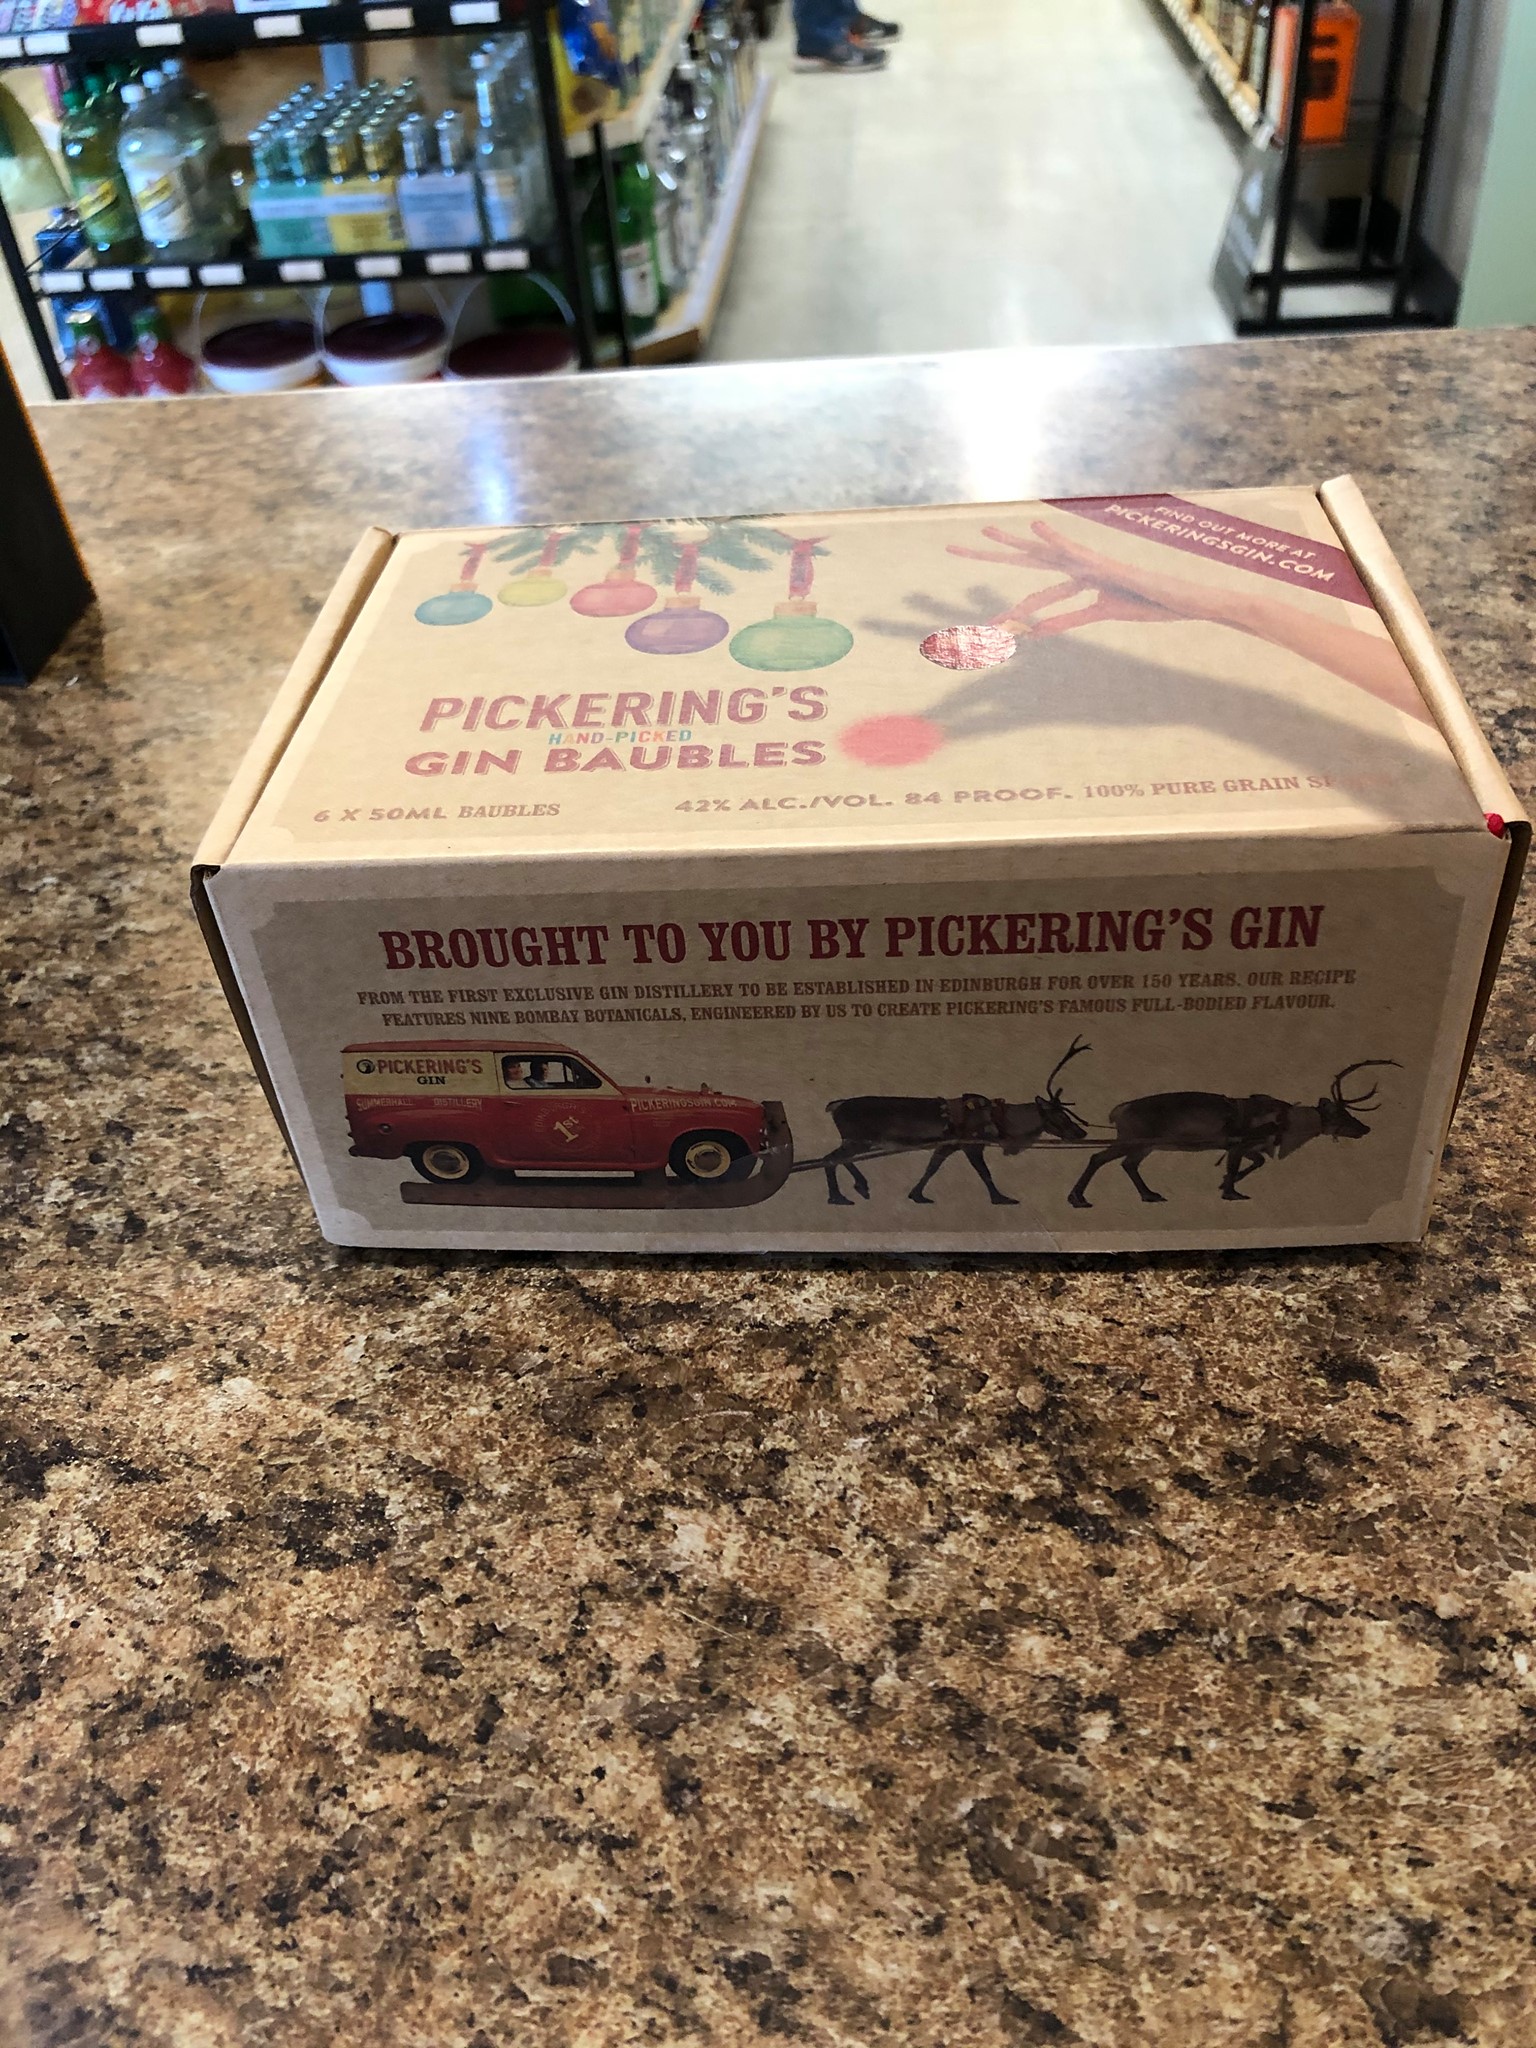 FIND OUT MORE AT
PICKERINGSGIN.COM
PICKERING'S
HAND-PICKED
GIN BAUBLES
6 X 50ML BAUBLES
42% ALC./VOL. 84 PROOF. 100% PURE GRAIN
BROUGHT TO YOU BY PICKERING'S GIN
FROM THE FIRST EXCLUSIVE GIN DISTILLERY TO BE ESTABLISHED IN EDINBURGH FOR OVER 150 YEARS. OUR RECIPE
FEATURES NINE BOMBAY BOTANICALS, ENGINEERED BY US TO CREATE PICKERING'S FAMOUS FULL-BODIED FLAVOUR.
PICKERING'S
GIN
SUMMERHALL DISTILLERY
1ST
PICKERINGSGIN.COM